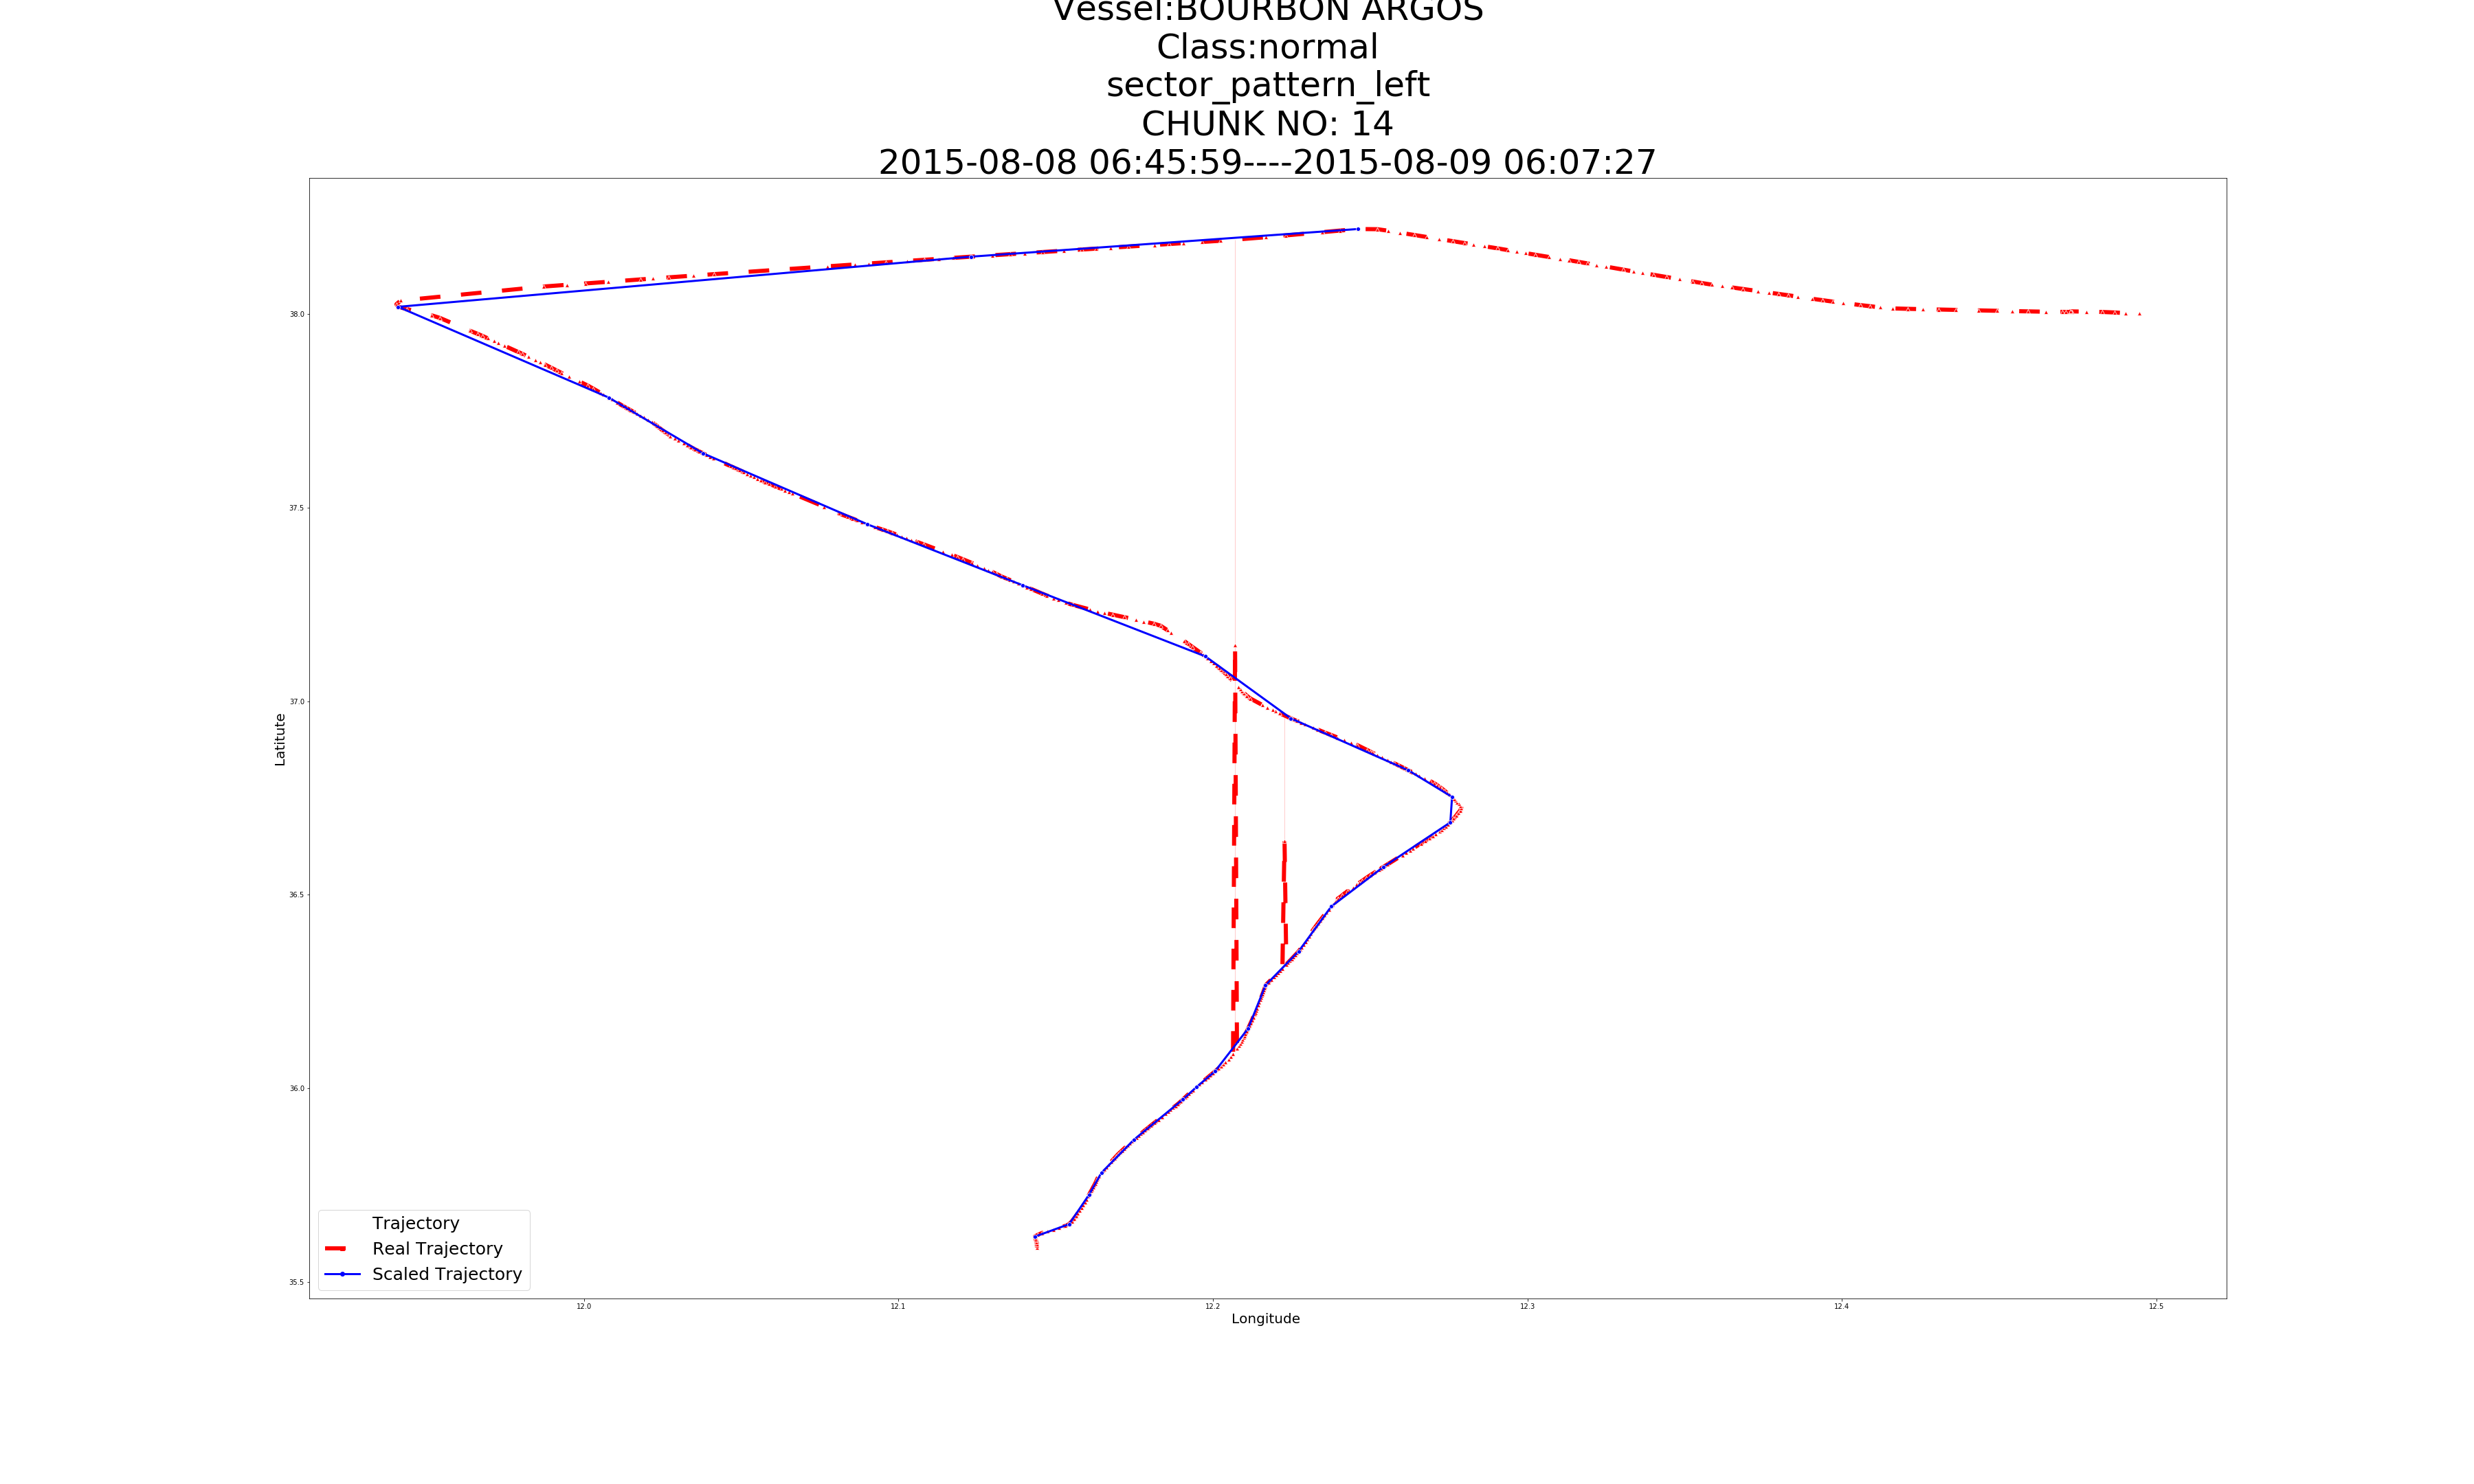 Vessel:BOURBON ARGOS
Class:normal
sector_pattern_left
CHUNK NO: 14
2015-08-08 06:45:59----2015-08-09 06:07:27
38.0
37.5
37.0
36.5
36.0
35.5
Latitute
Trajectory
Real Trajectory
Scaled Trajectory
12.0 12.1 12.2 12.3 12.4 12.5
Longitude